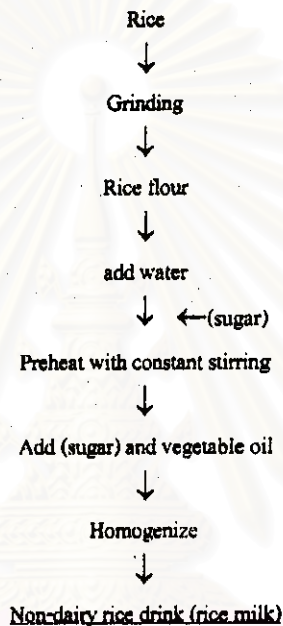 Rice
Grinding
Rice flour
add water
(sugar)
Preheat with constant stirring
Add (sugar) and vegetable oil
Homogenize
Non-dairy rice drink (rice milk)